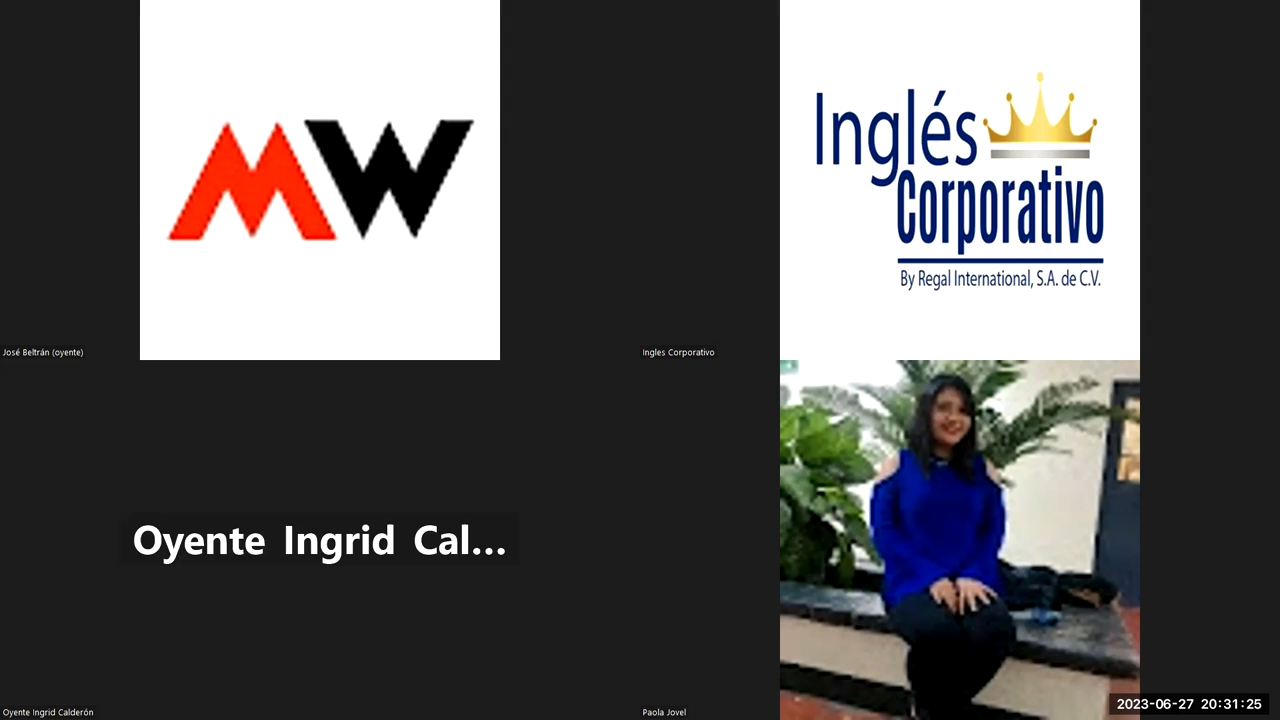 MW
Inglés
Corporativo
By Regal International, S.A. de C.V.
José Beltrán (oyente)
Ingles Corporativo
Oyente Ingrid Cal...
Oyente Ingrid Calderón
Paola Jovel
2023-06-27 20:31:25